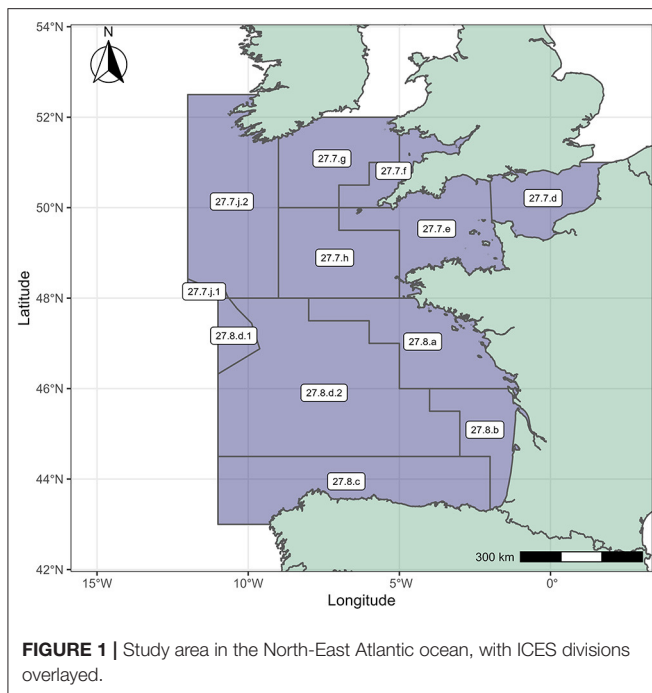 54°N
N
52°N
27.7.g
27.7.f
27.7.j.2
27.7.d
50°N
27.7.e
27.7.h
Latitude
48°N
27.7.j.1
27.8.d.1
27.8.a
46°N
27.8.d.2
27.8.b
44°N
27.8.c
300 km
42°N
15°W 10°W 5°W 0°
Longitude
FIGURE 1 | Study area in the North-East Atlantic ocean, with ICES divisions
overlayed.